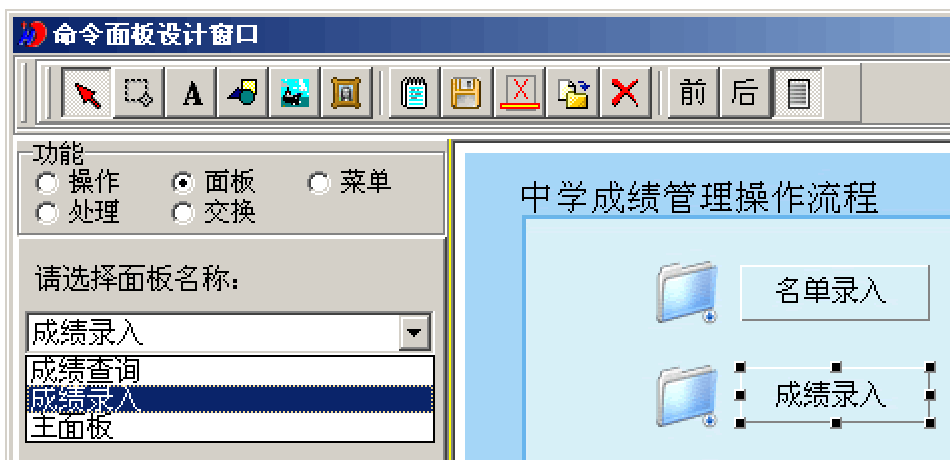 命令面板设计窗口
A 前 后
功能
操作 面板 菜单
处理 交换
请选择面板名称:
成绩录入
成绩查询
成绩录入
主面板
中学成绩管理操作流程
名单录入
成绩录入